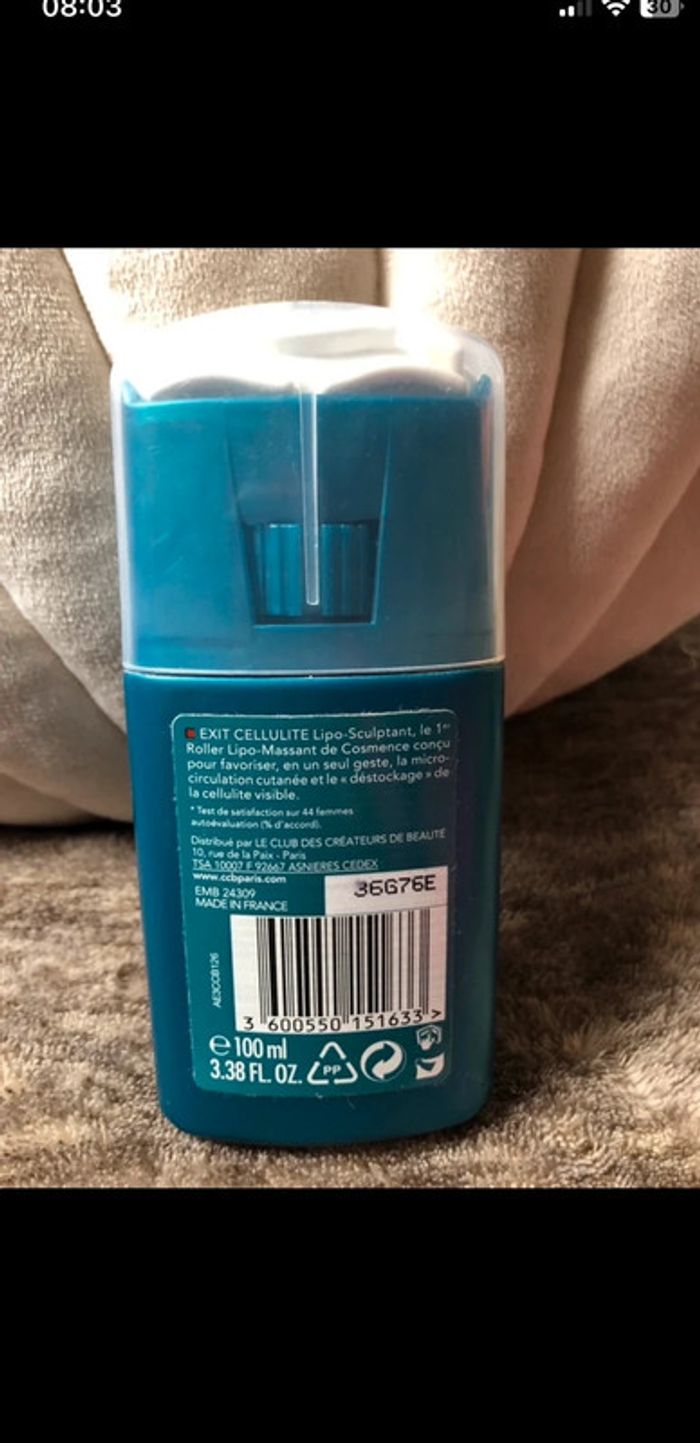 08:03
30
EXIT CELLULITE Lipo-Sculptant, le 1er
Roller Lipo-Massant de Cosmence conçu
pour favoriser, en un seul geste, la micro-
circulation cutanée et le « déstockage » de
la cellulite visible.
* Test de satisfaction sur 44 femmes
autoévaluation (% d'accord).
Distribué par LE CLUB DES CRÉATEURS DE BEAUTÉ
10, rue de la Paix - Paris
TSA 10007 F 92667 ASNIERES CEDEX
www.ccbparis.com
EMB 24309
MADE IN FRANCE
36G76E
AE3CCB126
3 600550 151633 >
e 100 ml
3.38 FL. OZ.
PP